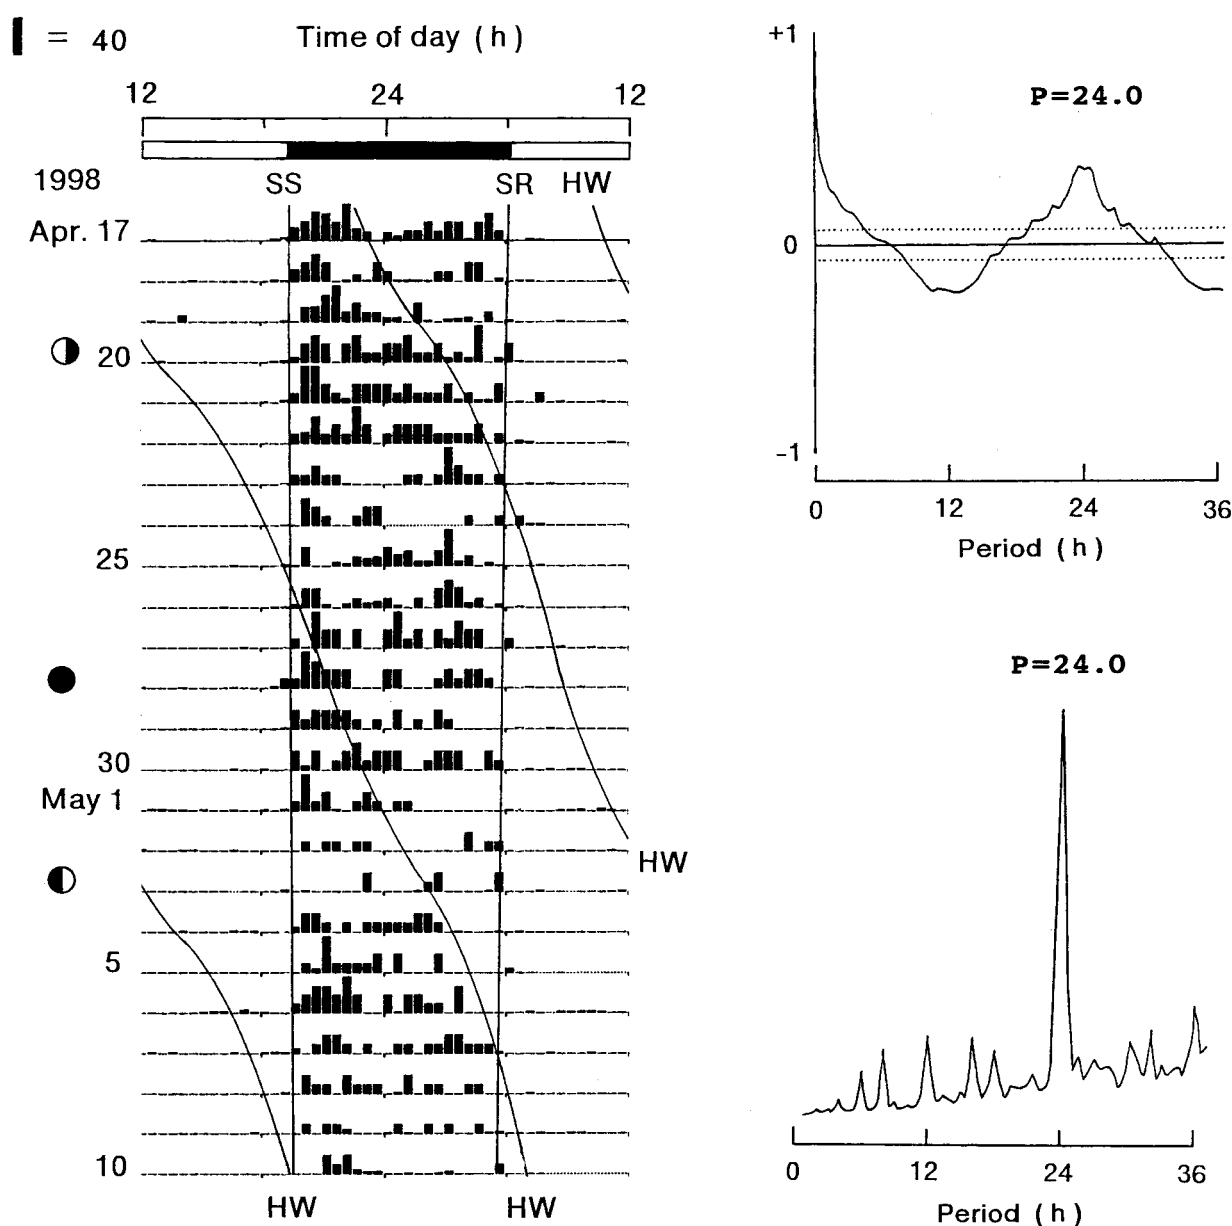 = 40
Time of day (h)
12 24 12
1998 SS SR HW
Apr. 17
20
25
30
May 1
HW
5
10
HW HW
+1
P=24.0
0
-1
0 12 24 36
Period (h)
P=24.0
0 12 24 36
Period (h)